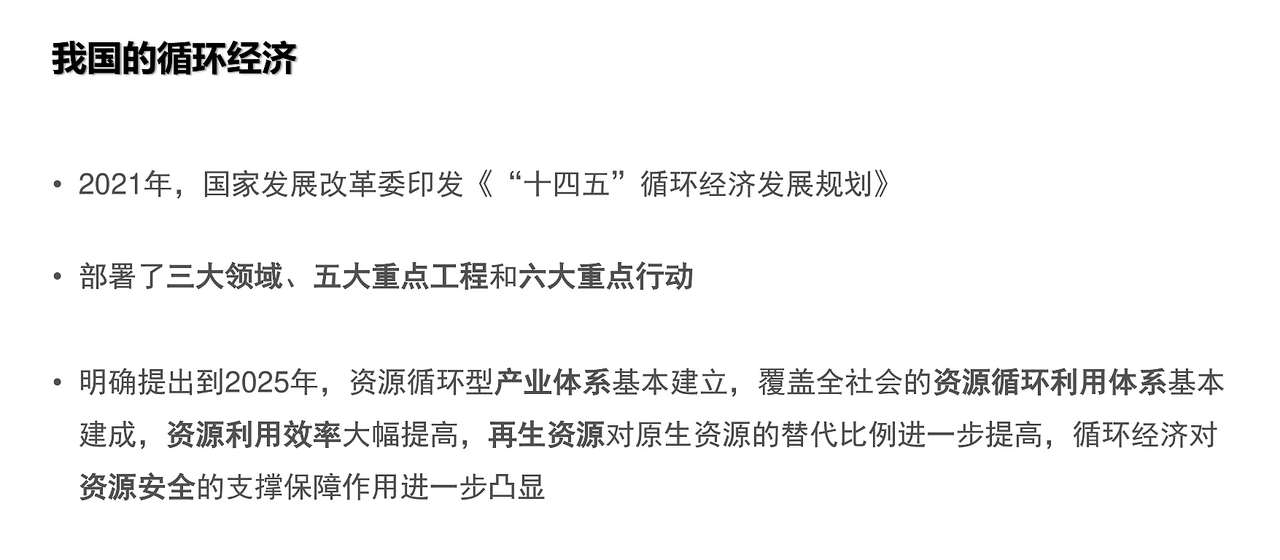 我国的循环经济
• 2021年，国家发展改革委印发《“十四五”循环经济发展规划》
• 部署了三大领域、五大重点工程和六大重点行动
• 明确提出到2025年，资源循环型产业体系基本建立，覆盖全社会的资源循环利用体系基本
建成，资源利用效率大幅提高，再生资源对原生资源的替代比例进一步提高，循环经济对
资源安全的支撑保障作用进一步凸显